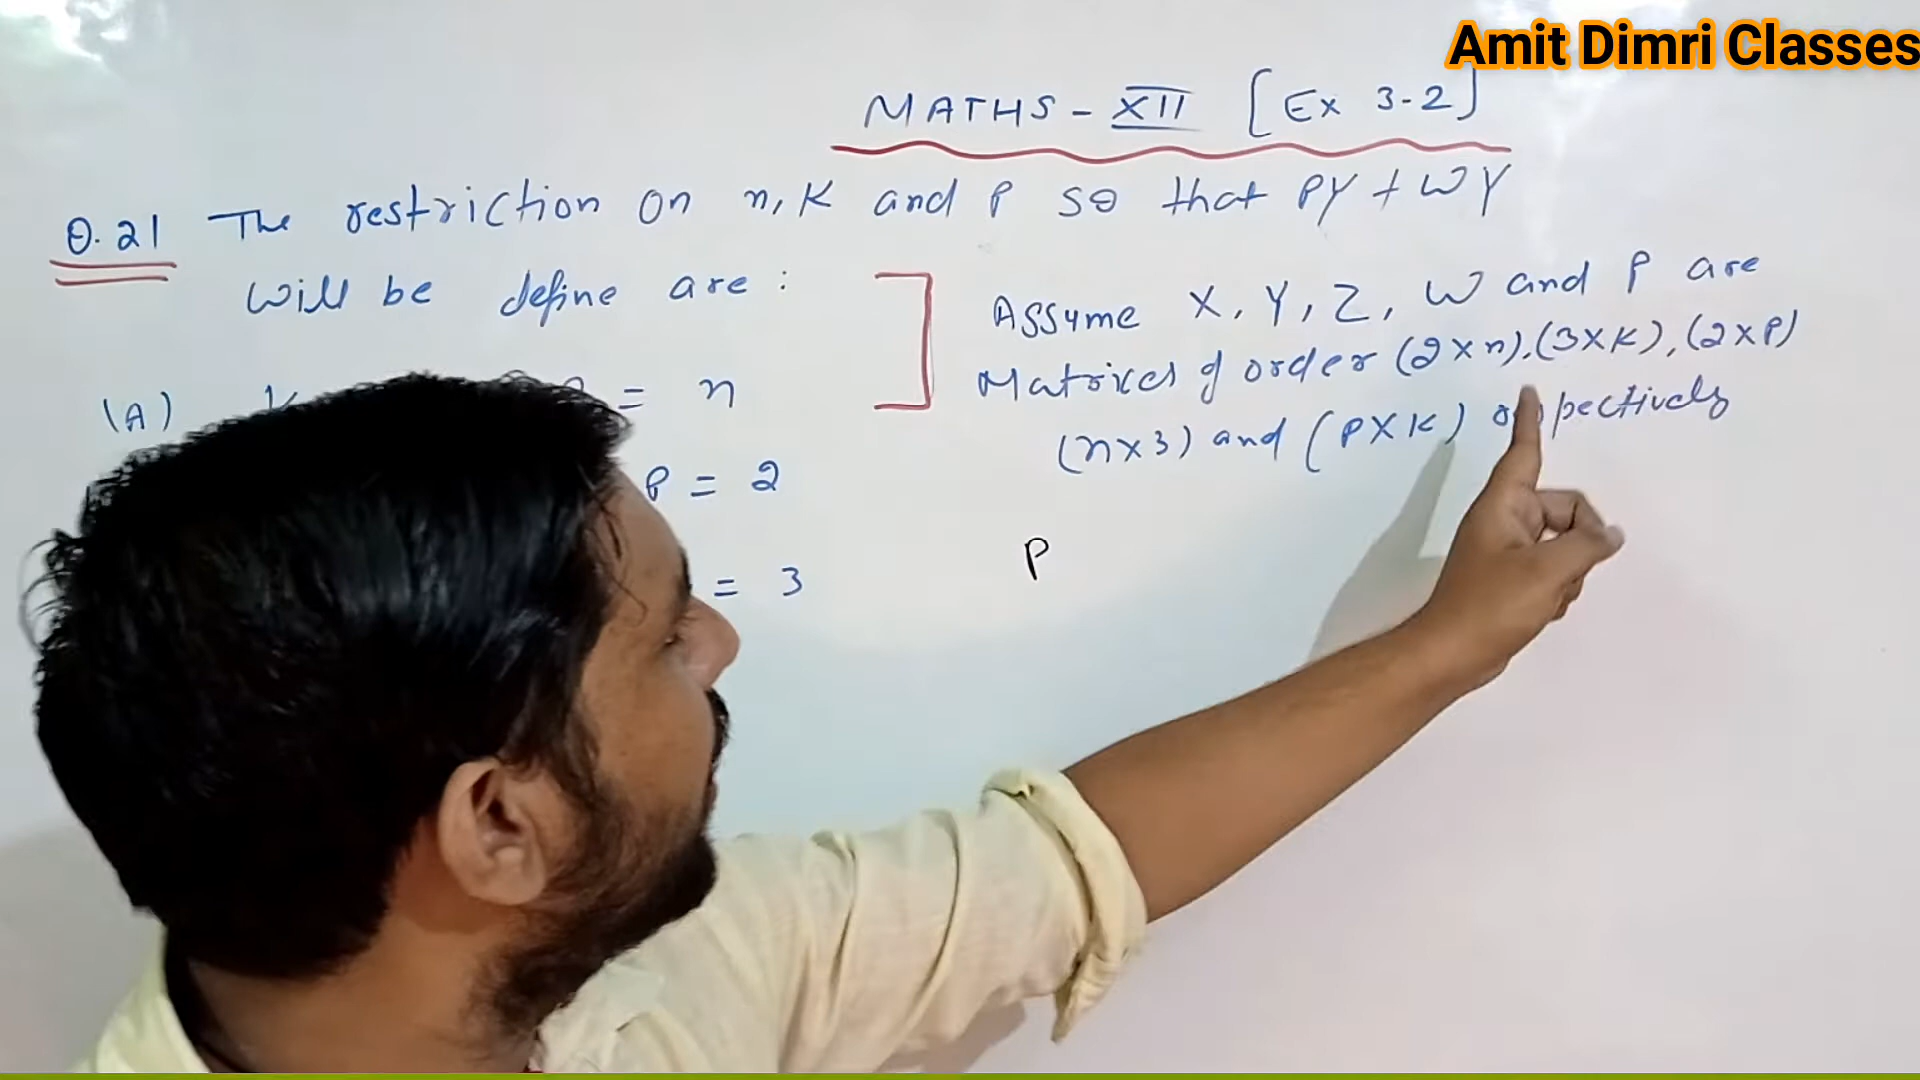 Amit Dimri Classes
MATHS - XII [Ex 3.2]
Q.21 The restriction on n, K and P so that PY + WY
will be define are :
Assume X, Y, Z, W and P are
Matrices of order (2 x n), (3 x K), (2 x P)
(n x 3) and (P x K) respectively
(A) = n
P = 2
= 3
P